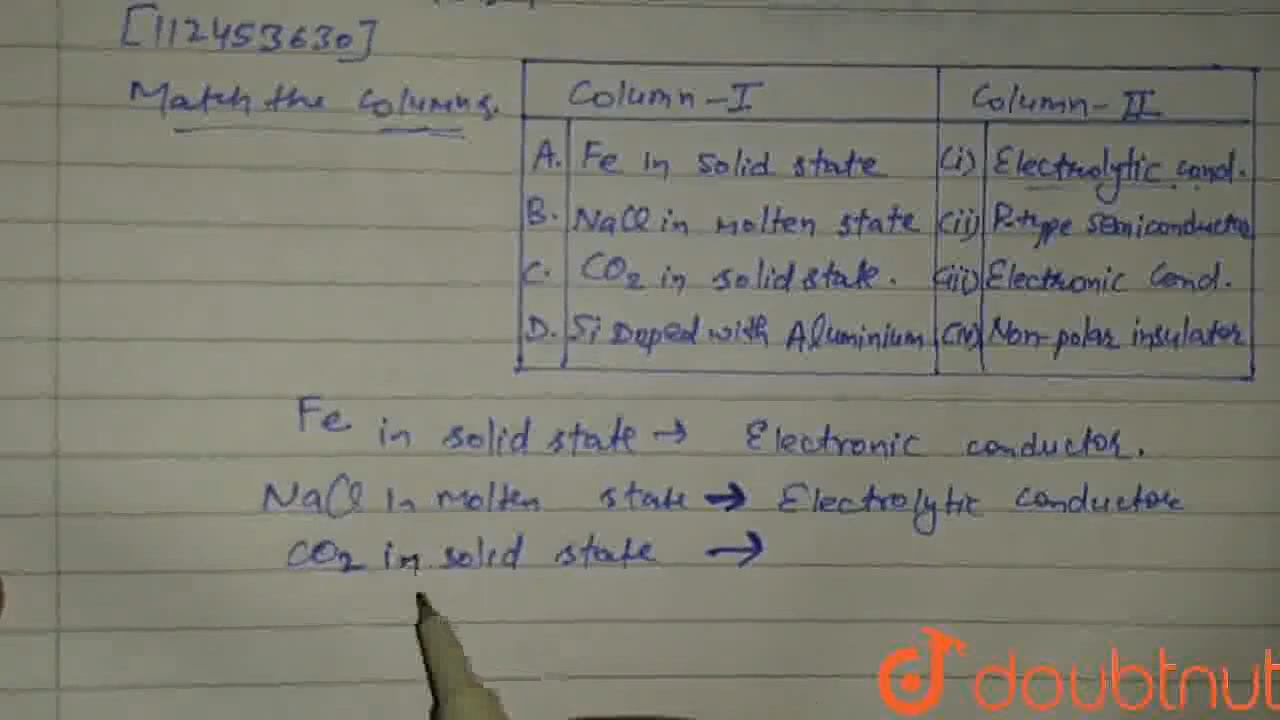 [112453630]
Match the columns.
Column-I Column-II
A. Fe in solid state (i) Electrolytic cond.
B. NaCl in molten state (ii) P-type semiconductor
C. CO2 in solid state. (iii) Electronic cond.
D. Si Doped with Aluminium (iv) Non-polar insulator
Fe in solid state → Electronic conductor.
NaCl in molten state → Electrolytic conductor
CO2 in solid state →
doubtnut